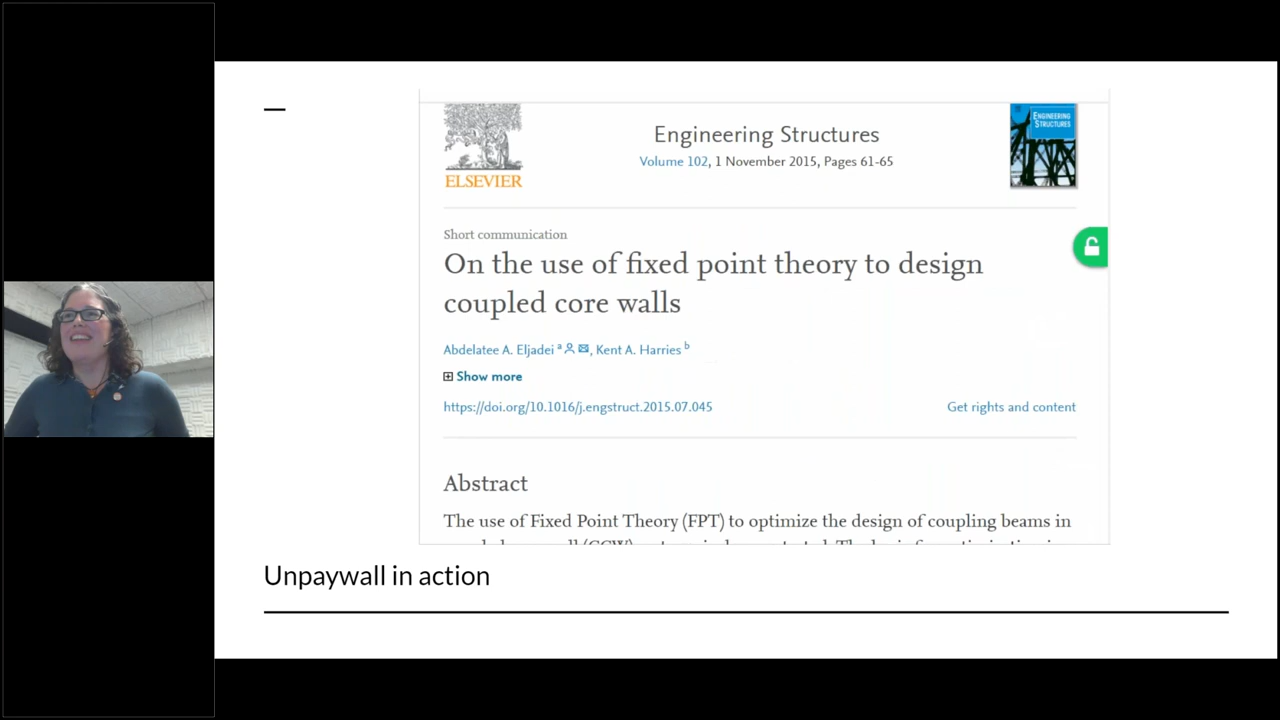 ELSEVIER
Engineering Structures
Volume 102, 1 November 2015, Pages 61-65
ENGINEERING
STRUCTURES
Short communication
On the use of fixed point theory to design
coupled core walls
Abdelatee A. Eljadei a, Kent A. Harries b
Show more
https://doi.org/10.1016/j.engstruct.2015.07.045
Get rights and content
Abstract
The use of Fixed Point Theory (FPT) to optimize the design of coupling beams in
Unpaywall in action